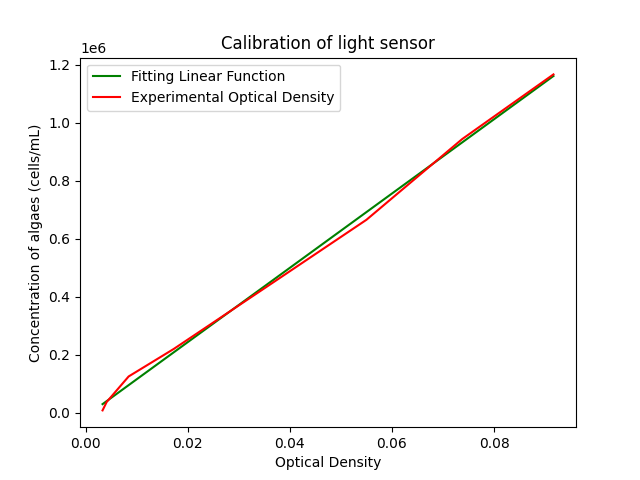 Calibration of light sensor
1e6
Fitting Linear Function
Experimental Optical Density
Concentration of algaes (cells/mL)
1.2
1.0
0.8
0.6
0.4
0.2
0.0
0.00 0.02 0.04 0.06 0.08
Optical Density